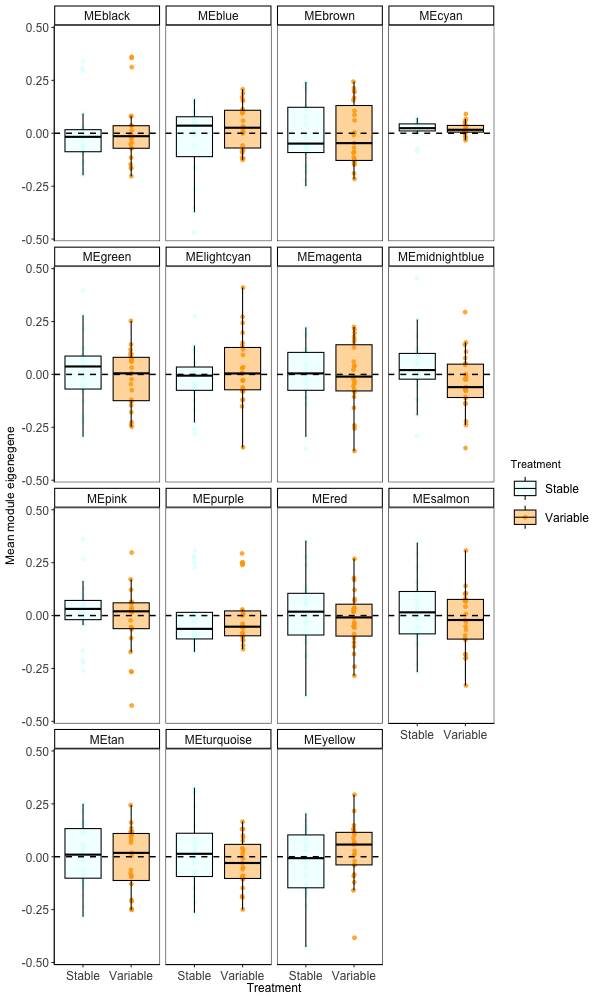 MEblack MEblue MEbrown MEcyan
0.50
0.25
0.00
-0.25
-0.50
MEgreen MElightcyan MEmagenta MEmidnightblue
0.50
0.25
0.00
-0.25
-0.50
Mean module eigenegene
Treatment
Stable
Variable
MEpink MEpurple MEred MEsalmon
0.50
0.25
0.00
-0.25
-0.50
Stable Variable
MEtan MEturquoise MEyellow
0.50
0.25
0.00
-0.25
-0.50
Stable Variable Stable Variable Stable Variable
Treatment